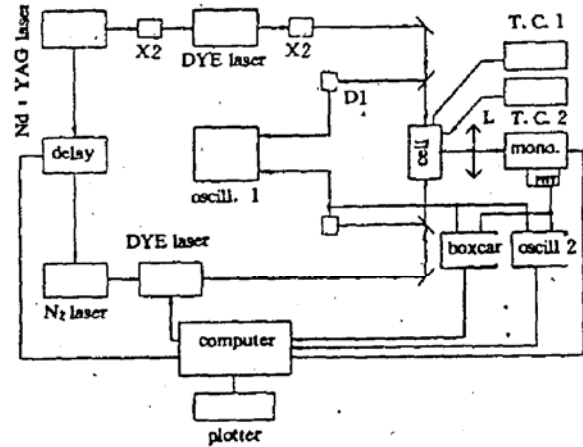 Nd : YAG laser
X2
DYE laser
X2
T. C. 1
D1
T. C. 2
L
delay
oscill. 1
cell
mono.
DYE laser
boxcar
oscill 2
N₂ laser
computer
plotter